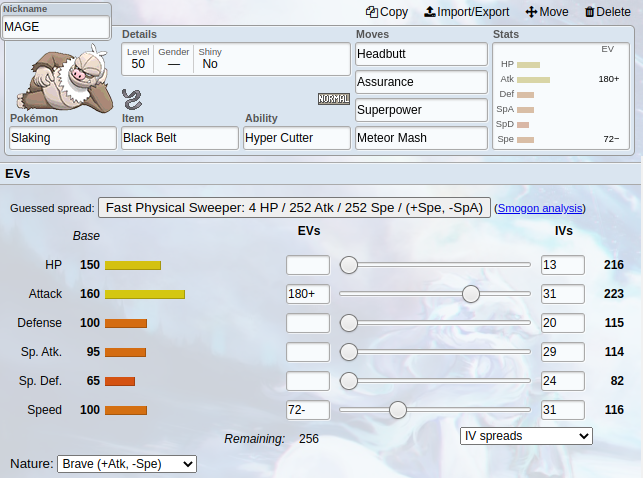 Nickname
MAGE
Copy Import/Export Move Delete
Details
Level Gender Shiny
50 — No
NORMAL
Pokémon Item Ability
Slaking Black Belt Hyper Cutter
Moves
Headbutt
Assurance
Superpower
Meteor Mash
Stats
EV
HP
Atk 180+
Def
SpA
SpD
Spe 72−
EVs
Guessed spread: Fast Physical Sweeper: 4 HP / 252 Atk / 252 Spe / (+Spe, -SpA) (Smogon analysis)
Base EVs IVs
HP 150 13 216
Attack 160 180+ 31 223
Defense 100 20 115
Sp. Atk. 95 29 114
Sp. Def. 65 24 82
Speed 100 72- 31 116
Remaining: 256 IV spreads
Nature: Brave (+Atk, -Spe)